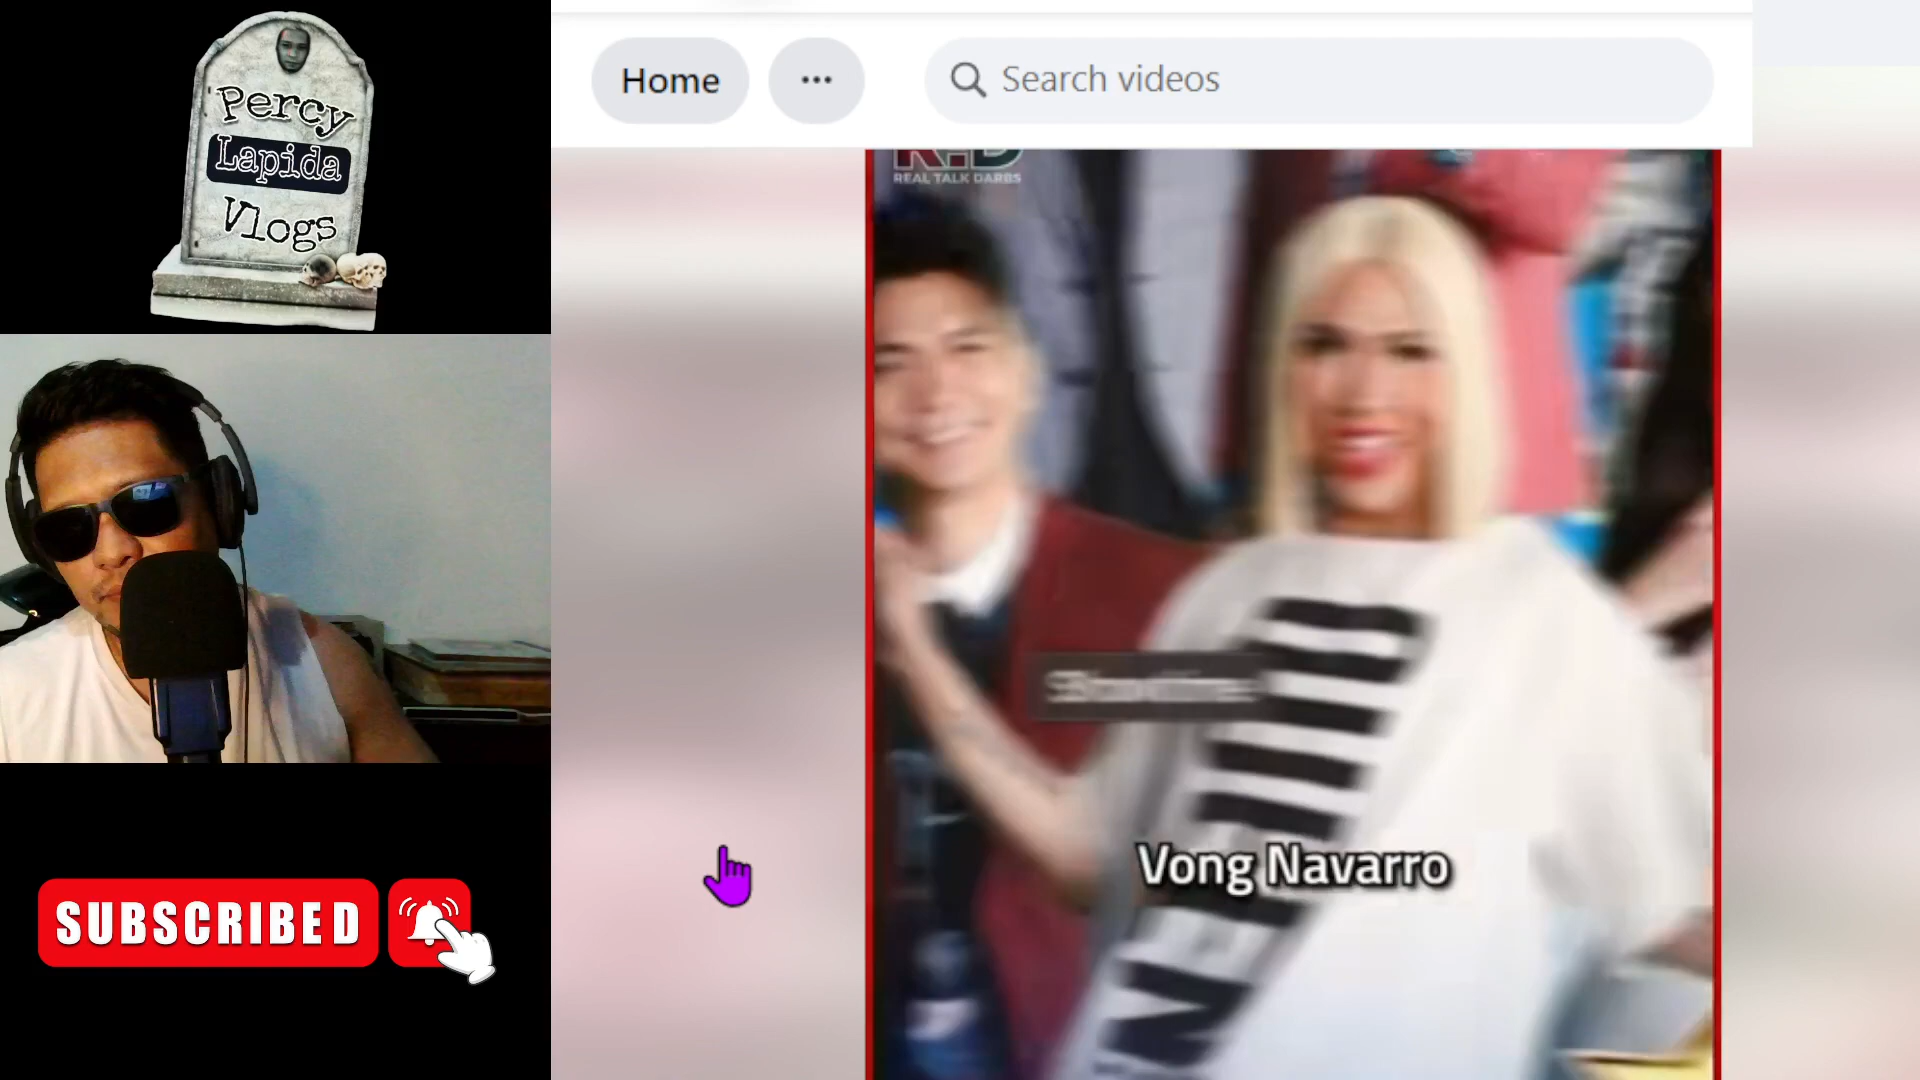 Percy
Lapida
Vlogs
SUBSCRIBED
Home
Search videos
REAL TALK DARBS
Vong Navarro